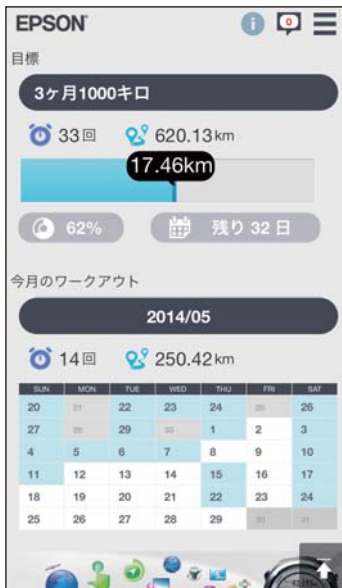 EPSON
0
目標
3ヶ月1000キロ
33回 620.13km
17.46km
62% 残り 32 日
今月のワークアウト
2014/05
14回 250.42km
SUN MON TUE WED THU FRI SAT
20 21 22 23 24 25 26
27 28 29 30 1 2 3
4 5 6 7 8 9 10
11 12 13 14 15 16 17
18 19 20 21 22 23 24
25 26 27 28 29 30 31